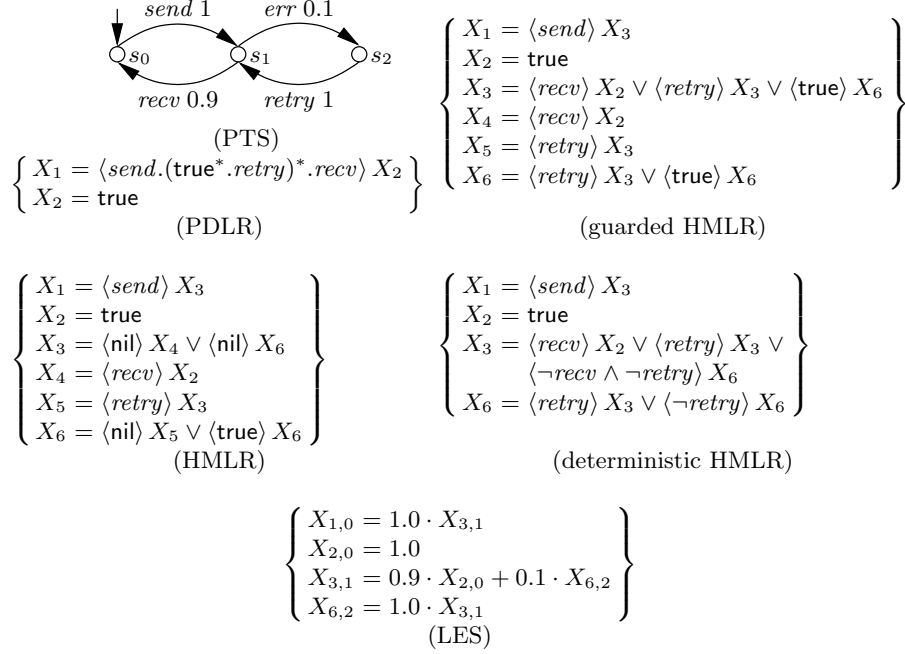 send 1 err 0.1
s0 s1 s2
recv 0.9 retry 1
(PTS)
{ X1 = ⟨send.(true*.retry)*.recv⟩ X2
X2 = true }
(PDLR)
{ X1 = ⟨send⟩ X3
X2 = true
X3 = ⟨recv⟩ X2 ∨ ⟨retry⟩ X3 ∨ ⟨true⟩ X6
X4 = ⟨recv⟩ X2
X5 = ⟨retry⟩ X3
X6 = ⟨retry⟩ X3 ∨ ⟨true⟩ X6 }
(guarded HMLR)
{ X1 = ⟨send⟩ X3
X2 = true
X3 = ⟨nil⟩ X4 ∨ ⟨nil⟩ X6
X4 = ⟨recv⟩ X2
X5 = ⟨retry⟩ X3
X6 = ⟨nil⟩ X5 ∨ ⟨true⟩ X6 }
(HMLR)
{ X1 = ⟨send⟩ X3
X2 = true
X3 = ⟨recv⟩ X2 ∨ ⟨retry⟩ X3 ∨
⟨¬recv ∧ ¬retry⟩ X6
X6 = ⟨retry⟩ X3 ∨ ⟨¬retry⟩ X6 }
(deterministic HMLR)
{ X1,0 = 1.0 · X3,1
X2,0 = 1.0
X3,1 = 0.9 · X2,0 + 0.1 · X6,2
X6,2 = 1.0 · X3,1 }
(LES)